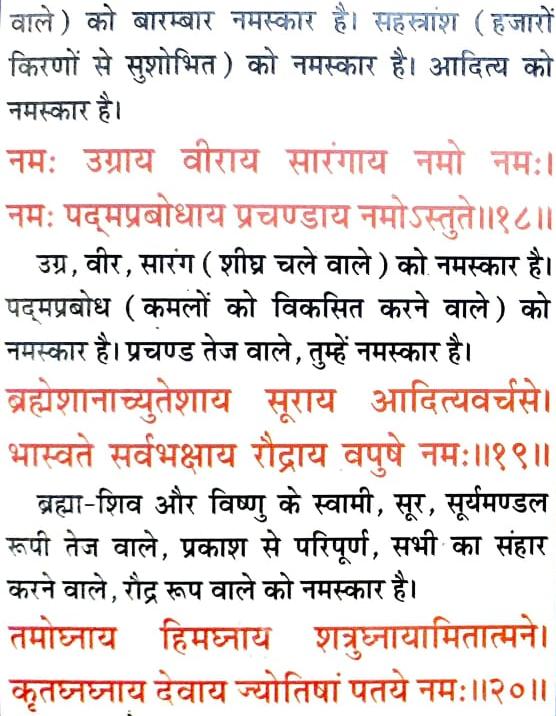 वाले ) को बारम्बार नमस्कार है। सहस्त्रांश ( हजारों
किरणों से सुशोभित ) को नमस्कार है। आदित्य को
नमस्कार है।
नमः उग्राय वीराय सारंगाय नमो नमः।
नमः पद्मप्रबोधाय प्रचण्डाय नमोऽस्तुते॥१८॥
उग्र, वीर, सारंग ( शीघ्र चले वाले ) को नमस्कार है।
पद्मप्रबोध ( कमलों को विकसित करने वाले ) को
नमस्कार है। प्रचण्ड तेज वाले, तुम्हें नमस्कार है।
ब्रह्मेशानाच्युतेशाय सूराय आदित्यवर्चसे।
भास्वते सर्वभक्षाय रौद्राय वपुषे नमः॥१९॥
ब्रह्मा-शिव और विष्णु के स्वामी, सूर, सूर्यमण्डल
रूपी तेज वाले, प्रकाश से परिपूर्ण, सभी का संहार
करने वाले, रौद्र रूप वाले को नमस्कार है।
तमोघ्नाय हिमघ्नाय शत्रुघ्नायामितात्मने।
कृतघ्नघ्नाय देवाय ज्योतिषां पतये नमः॥२०॥